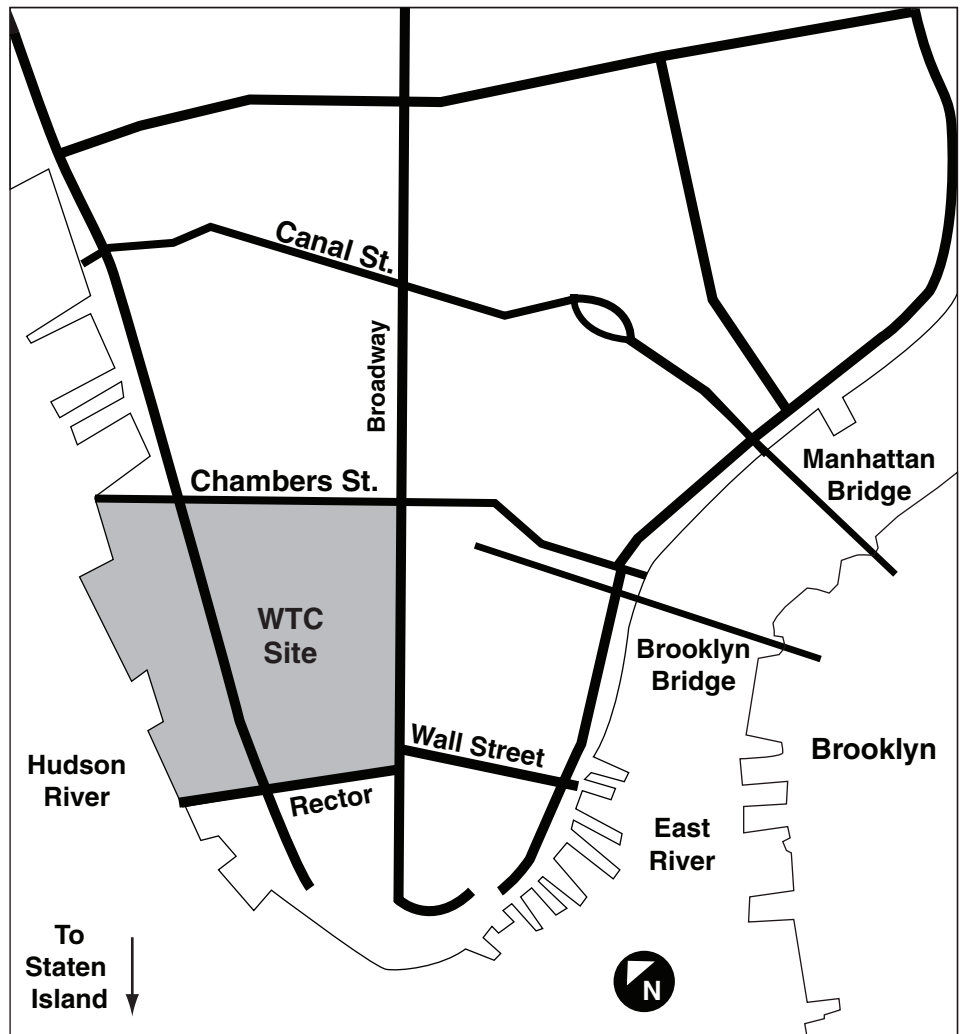 Canal St.
Broadway
Chambers St.
Manhattan
Bridge
WTC
Site
Brooklyn
Bridge
Wall Street
Brooklyn
Hudson
River
Rector
East
River
To
Staten
Island
N